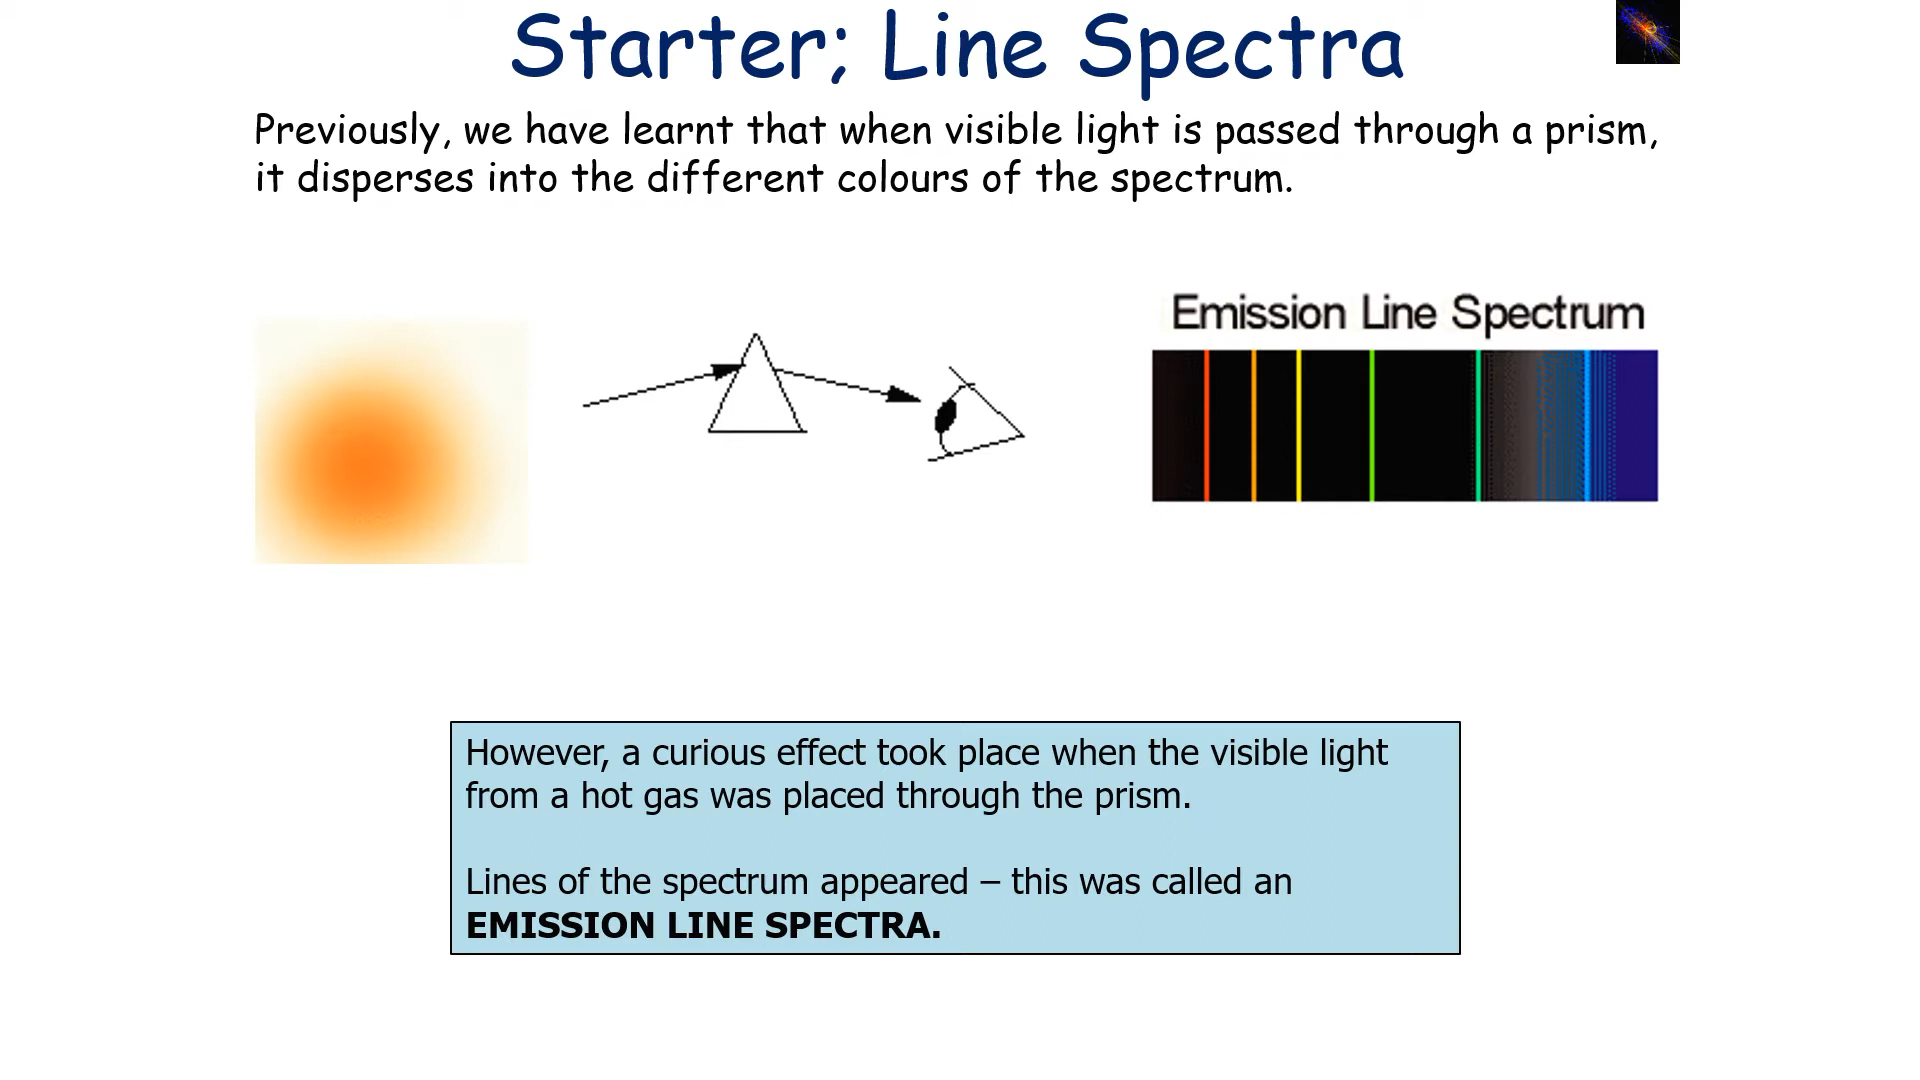 Starter; Line Spectra
Previously, we have learnt that when visible light is passed through a prism,
it disperses into the different colours of the spectrum.
Emission Line Spectrum
However, a curious effect took place when the visible light
from a hot gas was placed through the prism.
Lines of the spectrum appeared – this was called an
EMISSION LINE SPECTRA.